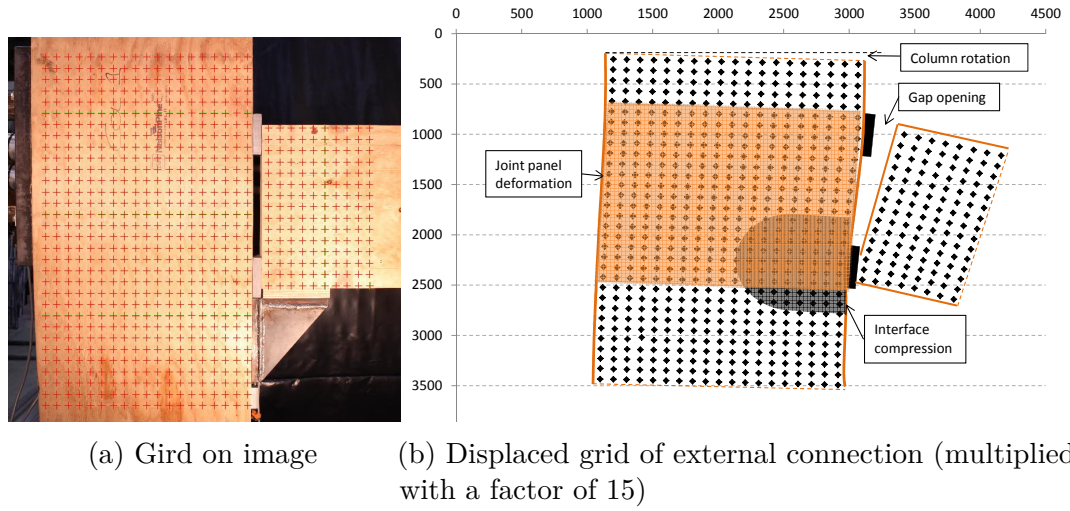 0 500 1000 1500 2000 2500 3000 3500 4000 4500
0
500
1000
1500
2000
2500
3000
3500
Column rotation
Gap opening
Joint panel
deformation
Interface
compression
(a) Gird on image
(b) Displaced grid of external connection (multiplied
with a factor of 15)